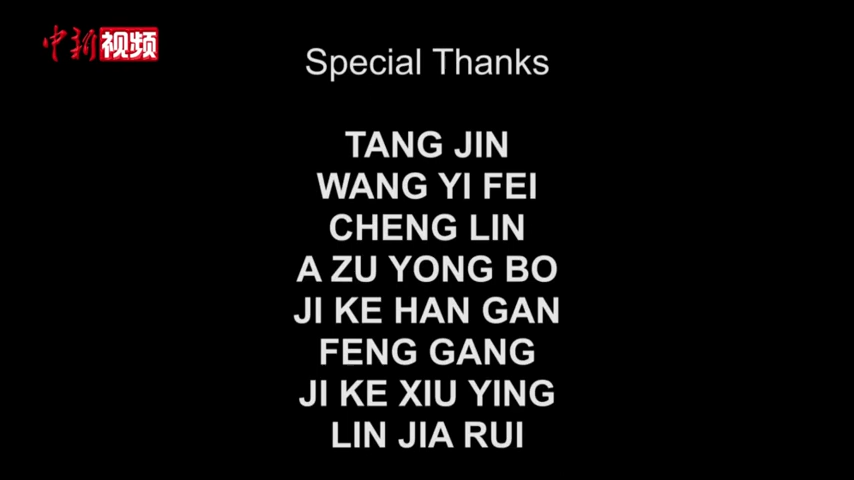 中新视频
Special Thanks
TANG JIN
WANG YI FEI
CHENG LIN
A ZU YONG BO
JI KE HAN GAN
FENG GANG
JI KE XIU YING
LIN JIA RUI